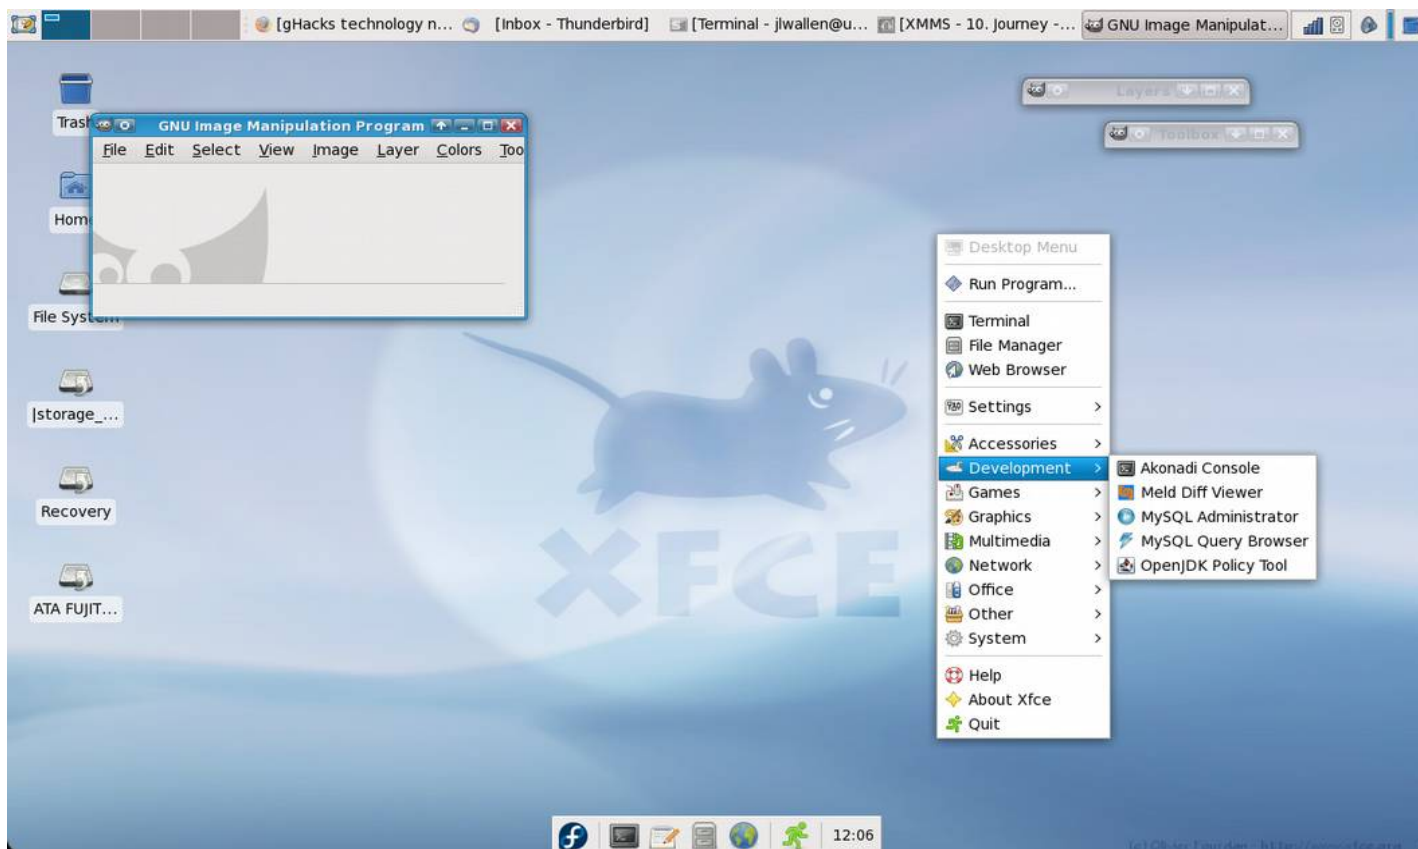 [gHacks technology n...
[Inbox - Thunderbird]
[Terminal - jlwallen@u...
[XMMS - 10. Journey -...
GNU Image Manipulat...
Trash
Home
File System
|storage_...
Recovery
ATA FUJIT...
GNU Image Manipulation Program
File Edit Select View Image Layer Colors Too
Layers
Toolbox
Desktop Menu
Run Program...
Terminal
File Manager
Web Browser
Settings
Accessories
Development
Games
Graphics
Multimedia
Network
Office
Other
System
Help
About Xfce
Quit
Akonadi Console
Meld Diff Viewer
MySQL Administrator
MySQL Query Browser
OpenJDK Policy Tool
XFCE
12:06